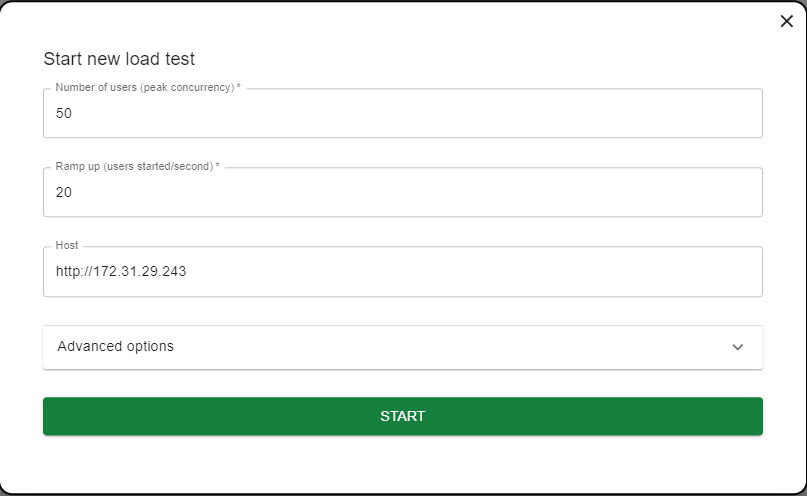 Start new load test
Number of users (peak concurrency) *
50
Ramp up (users started/second) *
20
Host
http://172.31.29.243
Advanced options
START